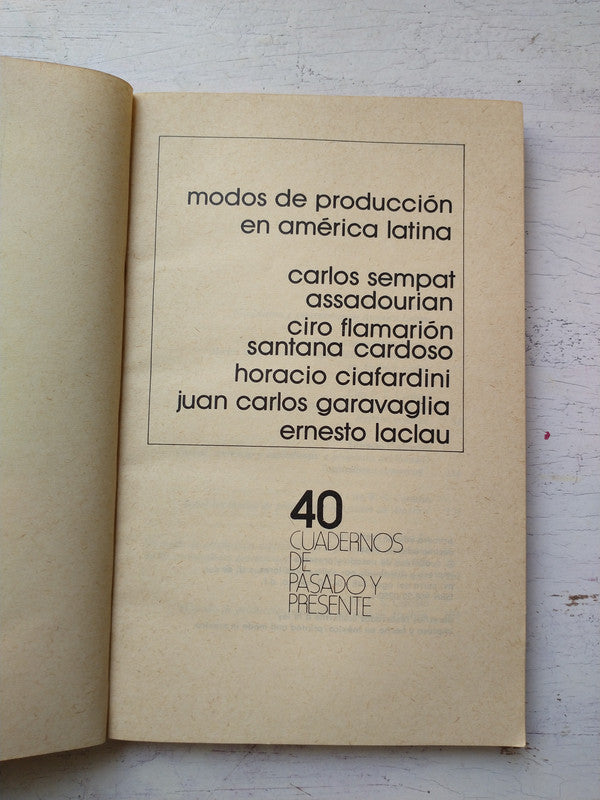 modos de producción
en américa latina
carlos sempat
assadourian
ciro flamarión
santana cardoso
horacio ciafardini
juan carlos garavaglia
ernesto laclau
40
CUADERNOS
DE
PASADO Y
PRESENTE